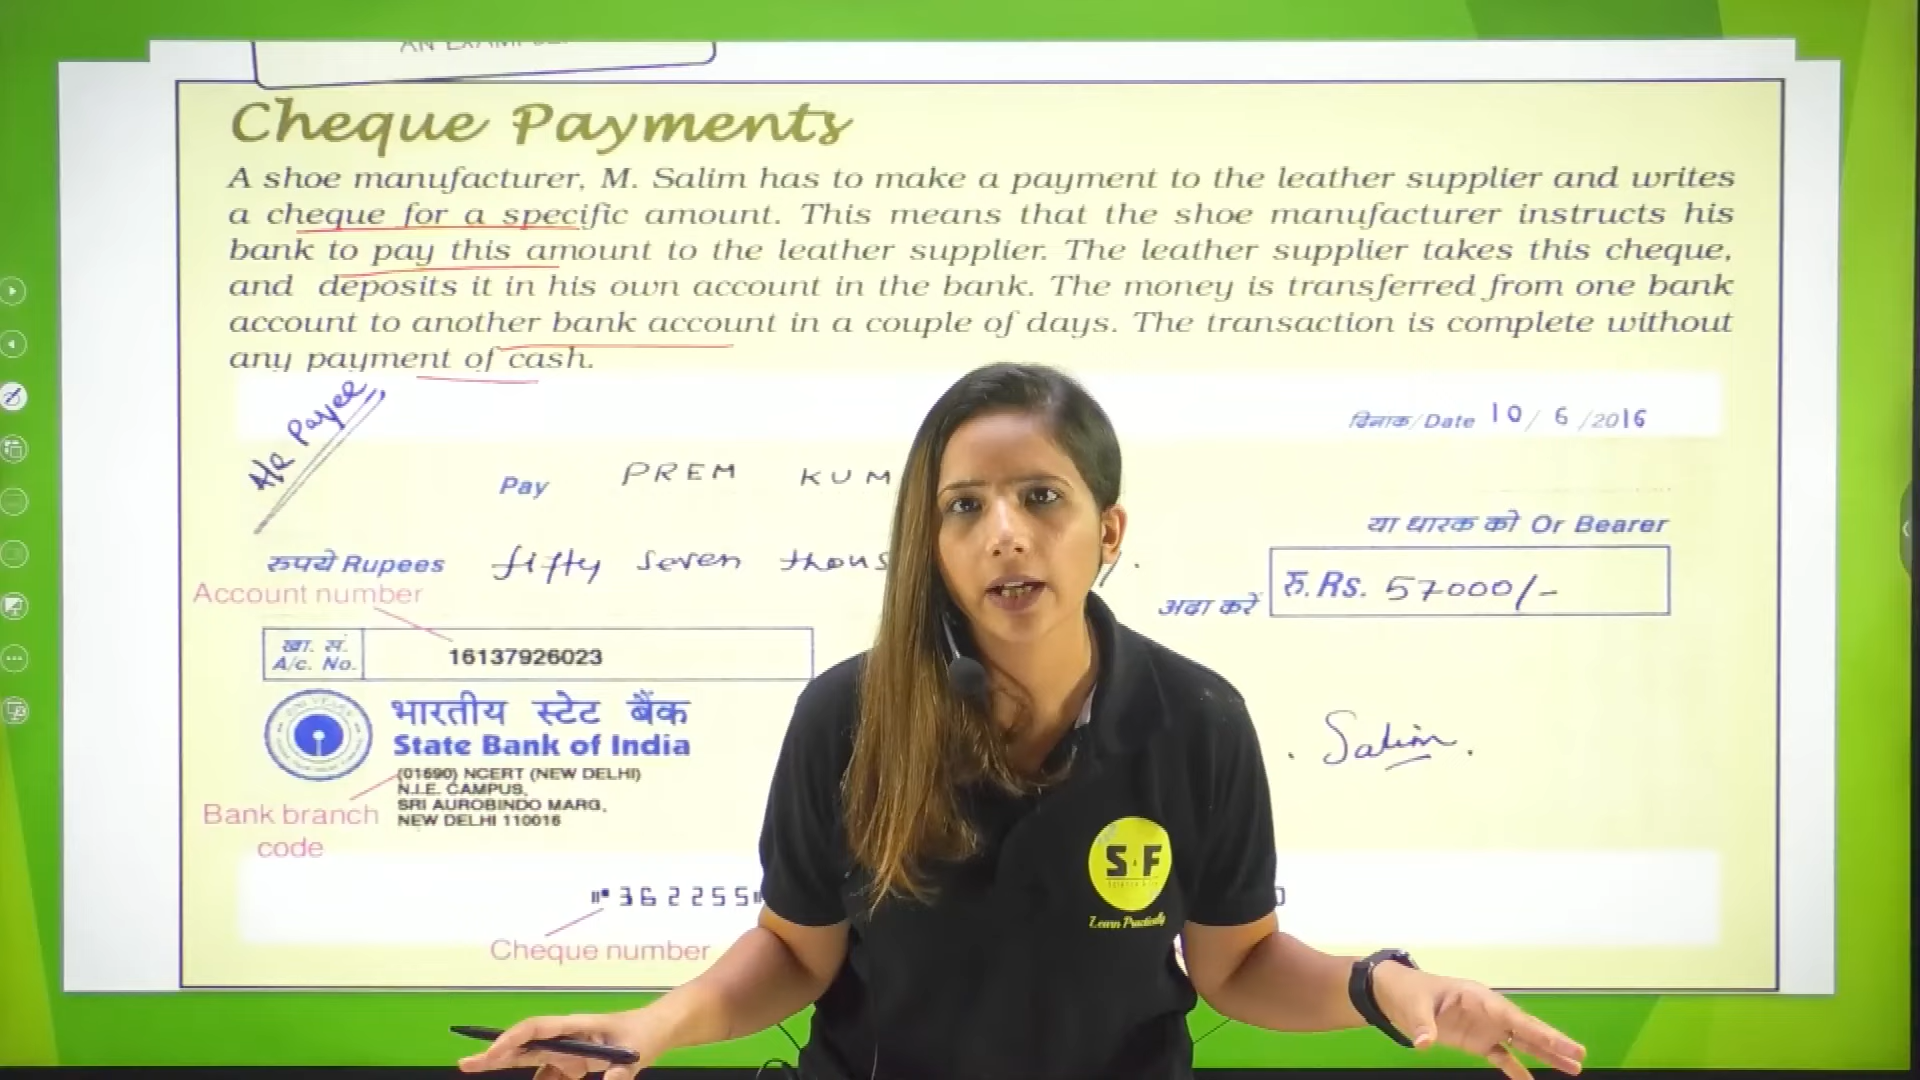 Cheque Payments
A shoe manufacturer, M. Salim has to make a payment to the leather supplier and writes
a cheque for a specific amount. This means that the shoe manufacturer instructs his
bank to pay this amount to the leather supplier. The leather supplier takes this cheque,
and deposits it in his own account in the bank. The money is transferred from one bank
account to another bank account in a couple of days. The transaction is complete without
any payment of cash.
दिनांक/Date 10/6/2016
Payee
Pay PREM KUM
या धारक को Or Bearer
रुपये Rupees fifty seven thous
अदा करें रु. Rs. 57000/-
Account number
खा. सं.
A/c. No. 16137926023
भारतीय स्टेट बैंक
State Bank of India
(01690) NCERT (NEW DELHI)
N.I.E. CAMPUS,
SRI AUROBINDO MARG,
NEW DELHI 110016
Salim
Bank branch
code
362255
Cheque number
S F
Learn Practically